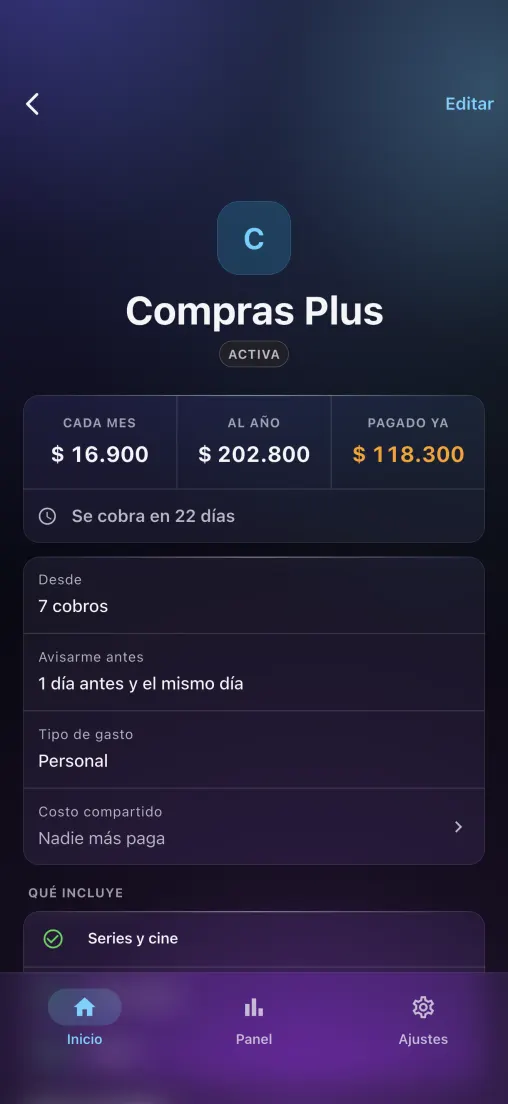 Editar
C
Compras Plus
ACTIVA
CADA MES
AL AÑO
PAGADO YA
$ 16.900
$ 202.800
$ 118.300
Se cobra en 22 días
Desde
7 cobros
Avisarme antes
1 día antes y el mismo día
Tipo de gasto
Personal
Costo compartido
Nadie más paga
QUÉ INCLUYE
Series y cine
Inicio
Panel
Ajustes